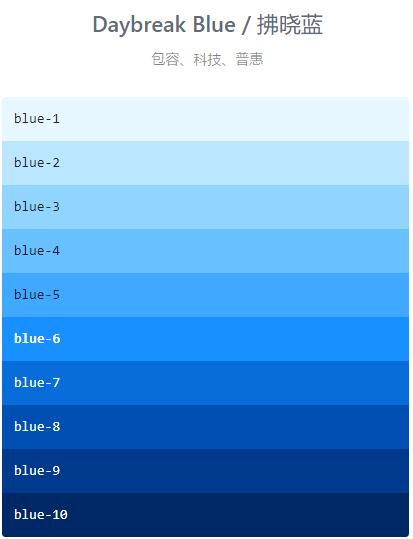 Daybreak Blue / 拂晓蓝
包容、科技、普惠
blue-1
blue-2
blue-3
blue-4
blue-5
blue-6
blue-7
blue-8
blue-9
blue-10